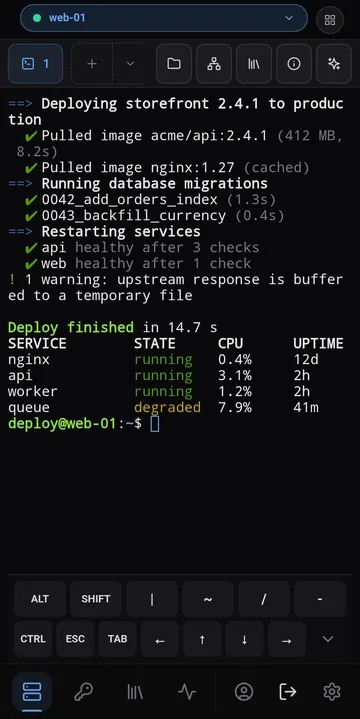 web-01
1
==> Deploying storefront 2.4.1 to produc
tion
✔ Pulled image acme/api:2.4.1 (412 MB,
8.2s)
✔ Pulled image nginx:1.27 (cached)
==> Running database migrations
✔ 0042_add_orders_index (1.3s)
✔ 0043_backfill_currency (0.4s)
==> Restarting services
✔ api healthy after 3 checks
✔ web healthy after 1 check
! 1 warning: upstream response is buffer
ed to a temporary file
Deploy finished in 14.7 s
SERVICE STATE CPU UPTIME
nginx running 0.4% 12d
api running 3.1% 2h
worker running 1.2% 2h
queue degraded 7.9% 41m
deploy@web-01:~$
ALT SHIFT | ~ / -
CTRL ESC TAB ← ↑ ↓ →